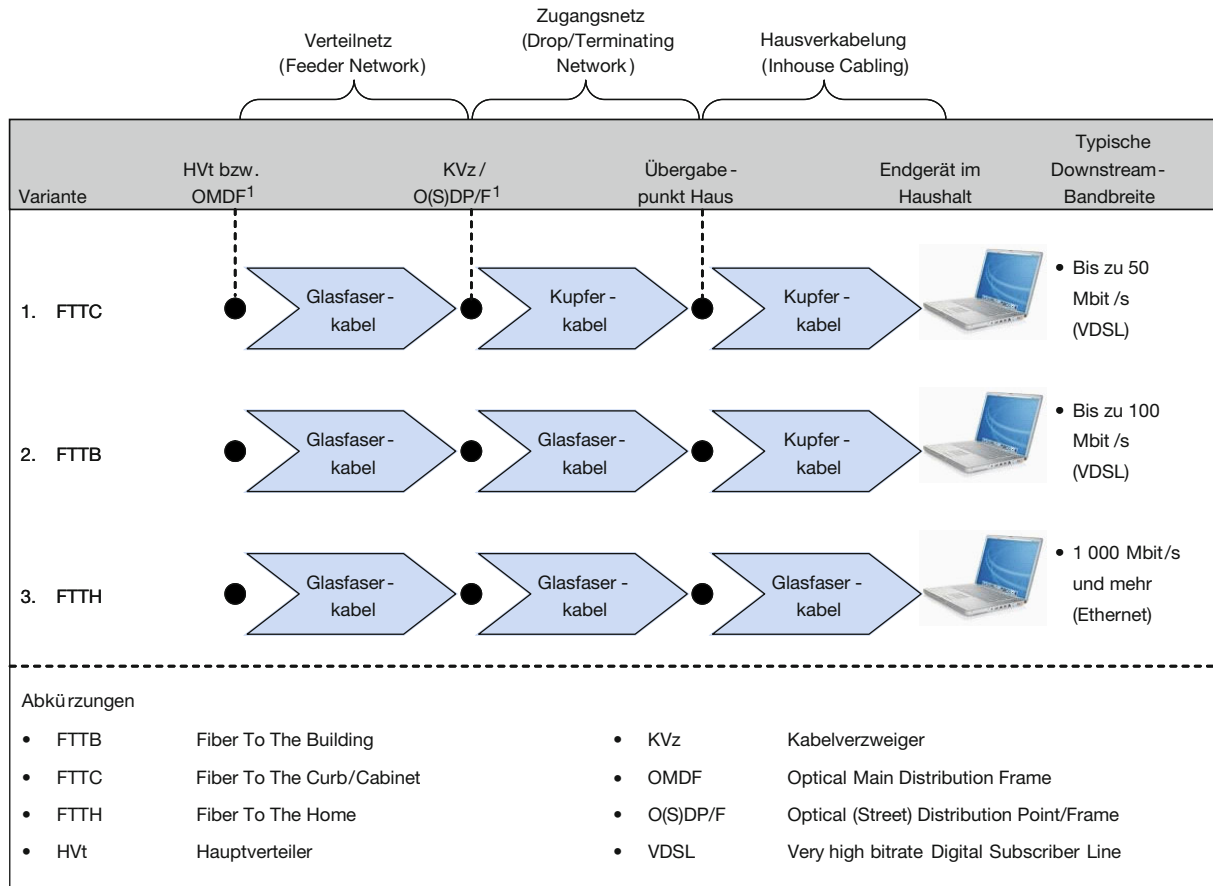 Verteilnetz
(Feeder Network)
Zugangsnetz
(Drop/Terminating
Network)
Hausverkabelung
(Inhouse Cabling)
Variante
HVt bzw.
OMDF1
KVz /
O(S)DP/F1
Übergabe-
punkt Haus
Endgerät im
Haushalt
Typische
Downstream-
Bandbreite
1. FTTC
Glasfaser-
kabel
Kupfer-
kabel
Kupfer-
kabel
• Bis zu 50
Mbit/s
(VDSL)
2. FTTB
Glasfaser-
kabel
Glasfaser-
kabel
Kupfer-
kabel
• Bis zu 100
Mbit/s
(VDSL)
3. FTTH
Glasfaser-
kabel
Glasfaser-
kabel
Glasfaser-
kabel
• 1 000 Mbit/s
und mehr
(Ethernet)
Abkürzungen
• FTTB Fiber To The Building
• FTTC Fiber To The Curb/Cabinet
• FTTH Fiber To The Home
• HVt Hauptverteiler
• KVz Kabelverzweiger
• OMDF Optical Main Distribution Frame
• O(S)DP/F Optical (Street) Distribution Point/Frame
• VDSL Very high bitrate Digital Subscriber Line